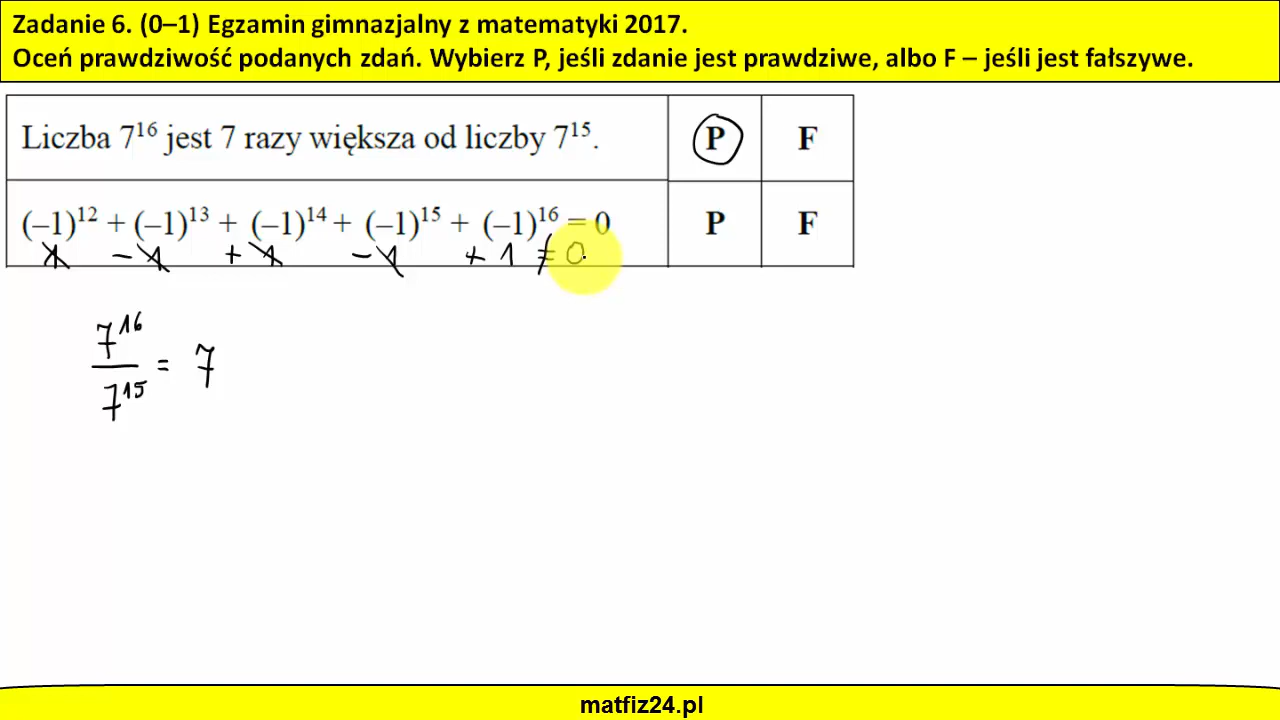 Zadanie 6. (0–1) Egzamin gimnazjalny z matematyki 2017.
Oceń prawdziwość podanych zdań. Wybierz P, jeśli zdanie jest prawdziwe, albo F – jeśli jest fałszywe.
Liczba 7¹⁶ jest 7 razy większa od liczby 7¹⁵. P F
(–1)¹² + (–1)¹³ + (–1)¹⁴ + (–1)¹⁵ + (–1)¹⁶ = 0 P F
1 – 1 + 1 – 1 + 1 ≠ 0
7¹⁶
= 7
7¹⁵
matfiz24.pl